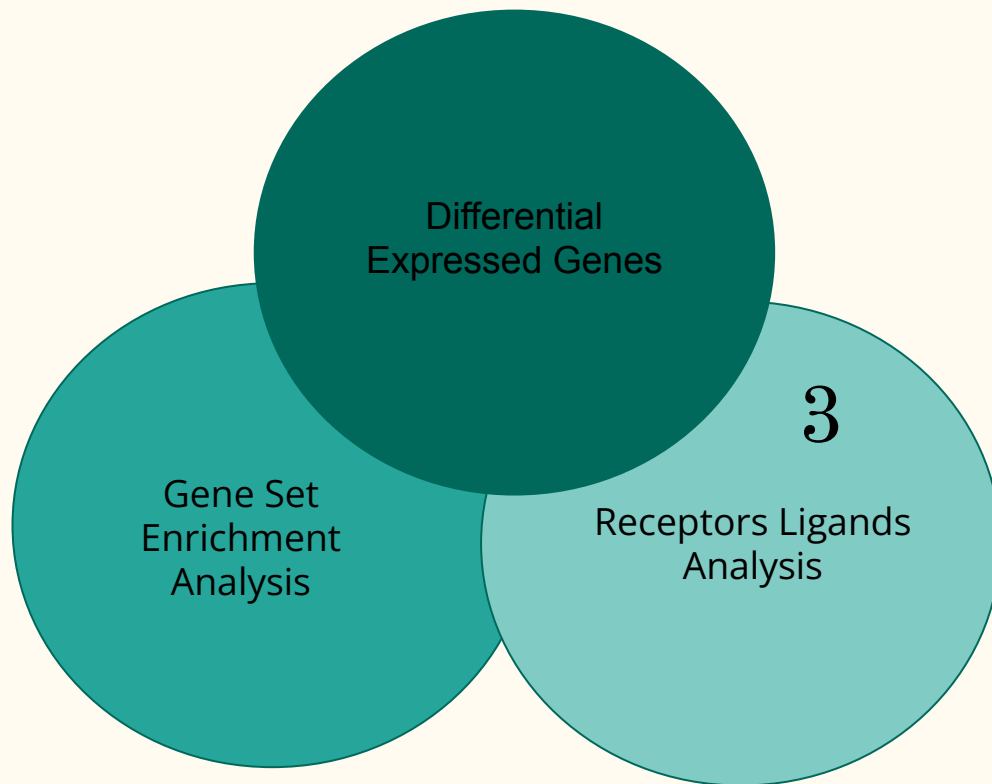 Differential
Expressed Genes
3
Gene Set
Enrichment
Analysis
Receptors Ligands
Analysis